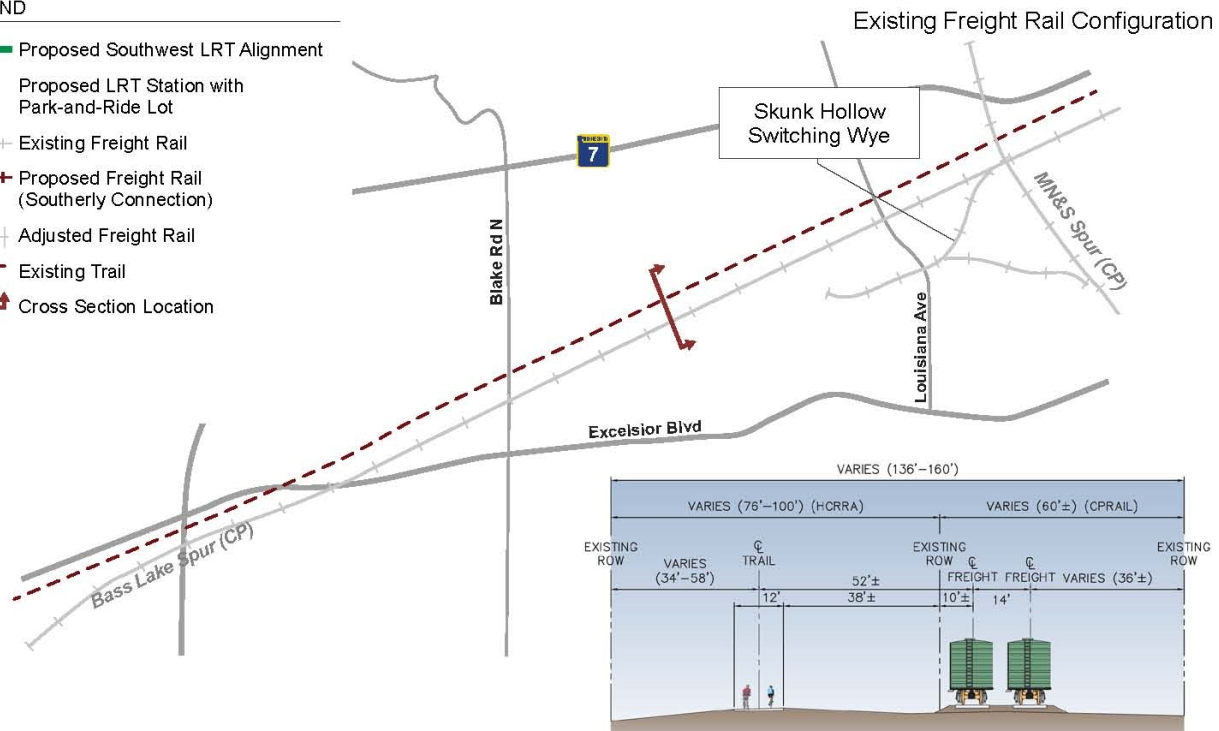 ND
Proposed Southwest LRT Alignment
Proposed LRT Station with
Park-and-Ride Lot
Existing Freight Rail
Proposed Freight Rail
(Southerly Connection)
Adjusted Freight Rail
Existing Trail
Cross Section Location
Existing Freight Rail Configuration
Skunk Hollow
Switching Wye
7
Blake Rd N
MN&S Spur (CP)
Louisiana Ave
Excelsior Blvd
Bass Lake Spur (CP)
VARIES (136'-160')
VARIES (76'-100') (HCRRA)
VARIES (60'±) (CPRAIL)
EXISTING
ROW
VARIES
(34'-58')
℄
TRAIL
52'±
12'
38'±
EXISTING
ROW
℄
FREIGHT
℄
FREIGHT
VARIES (36'±)
10'±
14'
EXISTING
ROW